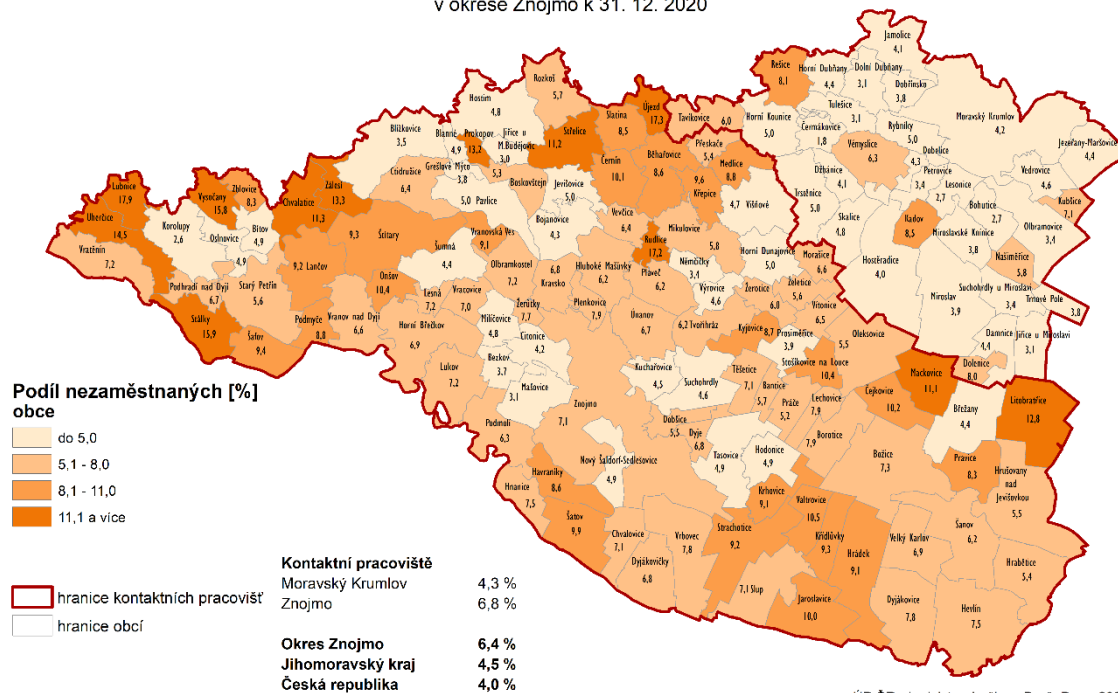 v okrese Znojmo k 31. 12. 2020
Jamolice
4,1
Rešice
8,1
Horní Dubňany
4,4
Dolní Dubňany
3,1
Dobřínsko
3,8
Rozkoš
5,7
Hostim
4,8
Újezd
17,3
Slatina
8,5
Tavíkovice 6,0
Horní Kounice
5,0
Tulešice
3,1
Čermákovice
1,8
Rybníky
5,0
Moravský Krumlov
4,2
Jezeřany-Maršovice
4,4
Blížkovice
3,5
Blanné
4,9
Prokopov
13,2
Jiřice u
M.Budějovic
3,0
Střelice
11,2
Přeskače
5,4
Vémyslice
6,3
Dobelice
4,3
Petrovice
3,4
Vedrovice
4,6
Ctidružice
6,4
Grešlové Mýto
3,8
5,3
Boskovštejn
Černín
10,1
Běhařovice
8,6
9,6
Křepice
Medlice
8,8
Džbánice
4,1
Lesonice
2,7
Bohutice
2,7
Kubšice
7,1
Lubnice
17,9
Vysočany
15,8
Zblovice
8,3
Zálesí
13,3
Chvalatice
11,3
5,0 Pavlice
Jevišovice
5,0
4,7
Višňové
Trstěnice
5,0
Skalice
4,8
Kadov
8,5
Miroslavské Knínice
3,8
Olbramovice
3,4
Uherčice
14,5
Korolupy
2,6
Oslnovice
4,9
Bítov
4,9
9,3
Štítary
Vranovská Ves
9,1
Bojanovice
4,3
Vevčice
6,4
Rudlice
17,2
Mikulovice
5,8
Horní Dunajovice
5,0
Morašice
6,6
Hostěradice
4,0
Našiměřice
5,8
Vratěnín
7,2
9,2 Lančov
Šumná
4,4
Olbramkostel
7,2
6,8
Kravsko
Hluboké Mašůvky
6,2
Plaveč
6,2
Němčičky
3,4
Výrovice
4,6
Žerotice
6,0
Želetice
5,6
Suchohrdly u Miroslavi
3,4
Miroslav
3,9
Trnové Pole
3,8
Podhradí nad Dyjí
6,7
Starý Petřín
5,6
Onšov
10,4
Lesná
7,2
Vracovice
7,0
Žerůtky
7,7
Plenkovice
7,9
Únanov
6,7
6,2 Tvořihráz
Vítonice
6,5
Kyjovice 8,7
Prosiměřice
3,9
Oleksovice
5,5
Damnice
4,4
Jiřice u Miroslavi
3,1
Stálky
15,9
Šafov
9,4
Podmyče
8,8
Vranov nad Dyjí
6,6
Horní Břečkov
6,9
Milíčovice
4,8
Citonice
4,2
Bezkov
3,7
Mašovice
3,1
Lukov
7,2
Kuchařovice
4,5
Suchohrdly
4,6
Těšetice
7,1
Stošíkovice na Louce
10,4
Bantice
5,7
Práče
5,2
Lechovice
7,9
Mackovice
11,1
Čejkovice
10,2
Dolenice
8,0
Břežany
4,4
Litobratřice
12,8
Podmolí
6,3
Znojmo
7,1
Dobšice
5,5
Dyje
6,8
Tasovice
4,9
Hodonice
4,9
Borotice
7,9
Božice
7,3
Pravice
8,3
Hrušovany
nad
Jevišovkou
5,5
Nový Šaldorf-Sedlešovice
4,9
Havraníky
8,6
Hnanice
7,5
Šatov
9,9
Chvalovice
7,1
Dyjákovičky
6,8
Vrbovec
7,8
Strachotice
9,2
Krhovice
9,1
Valtrovice
10,5
Křídlůvky
9,3
Hrádek
9,1
Velký Karlov
6,9
Šanov
6,2
Hrabětice
5,4
7,1 Slup
Jaroslavice
10,0
Dyjákovice
7,8
Hevlín
7,5
Podíl nezaměstnaných [%]
obce
do 5,0
5,1 - 8,0
8,1 - 11,0
11,1 a více
hranice kontaktních pracovišť
hranice obcí
Kontaktní pracoviště
Moravský Krumlov 4,3 %
Znojmo 6,8 %
Okres Znojmo 6,4 %
Jihomoravský kraj 4,5 %
Česká republika 4,0 %